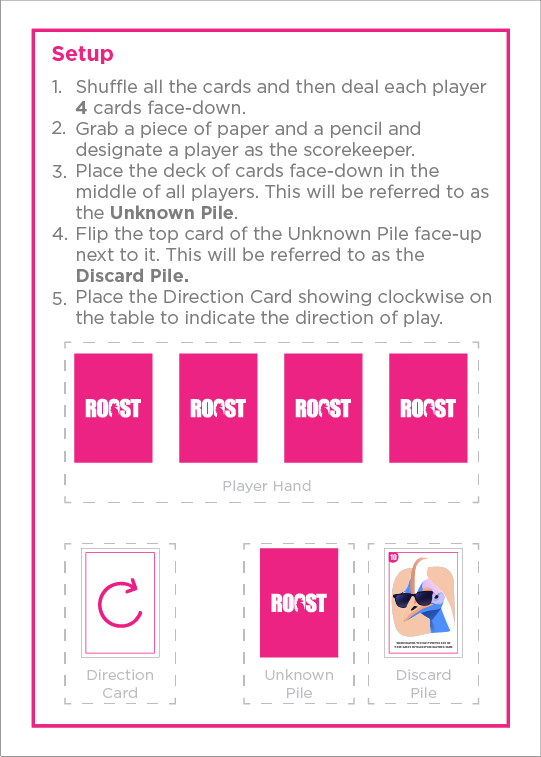 Setup
1. Shuffle all the cards and then deal each player
4 cards face-down.
2. Grab a piece of paper and a pencil and
designate a player as the scorekeeper.
3. Place the deck of cards face-down in the
middle of all players. This will be referred to as
the Unknown Pile.
4. Flip the top card of the Unknown Pile face-up
next to it. This will be referred to as the
Discard Pile.
5. Place the Direction Card showing clockwise on
the table to indicate the direction of play.
ROOST ROOST ROOST ROOST
Player Hand
ROOST
10
Direction
Card
Unknown
Pile
Discard
Pile